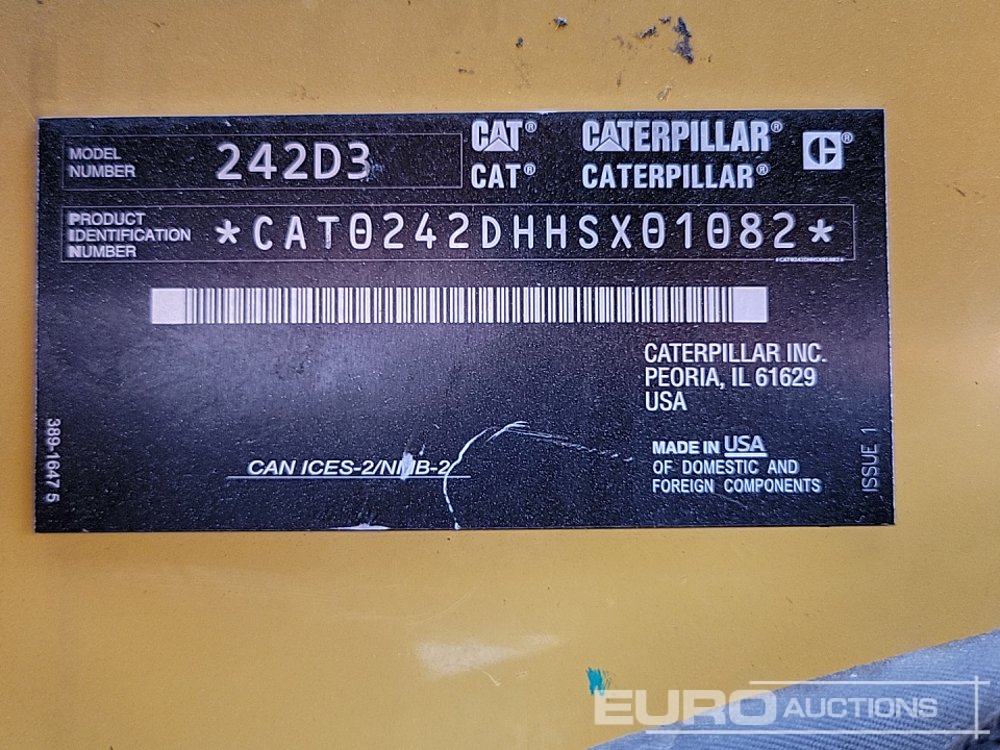 MODEL
NUMBER
242D3
CAT® CATERPILLAR® C®
CAT® CATERPILLAR®
PRODUCT
IDENTIFICATION
NUMBER
*CAT0242DHHSX01082*
*CAT0242DHHSX01082*
CATERPILLAR INC.
PEORIA, IL 61629
USA
MADE IN USA
OF DOMESTIC AND
FOREIGN COMPONENTS
CAN ICES-2/NMB-2
389-1647 5
ISSUE 1
EURO AUCTIONS